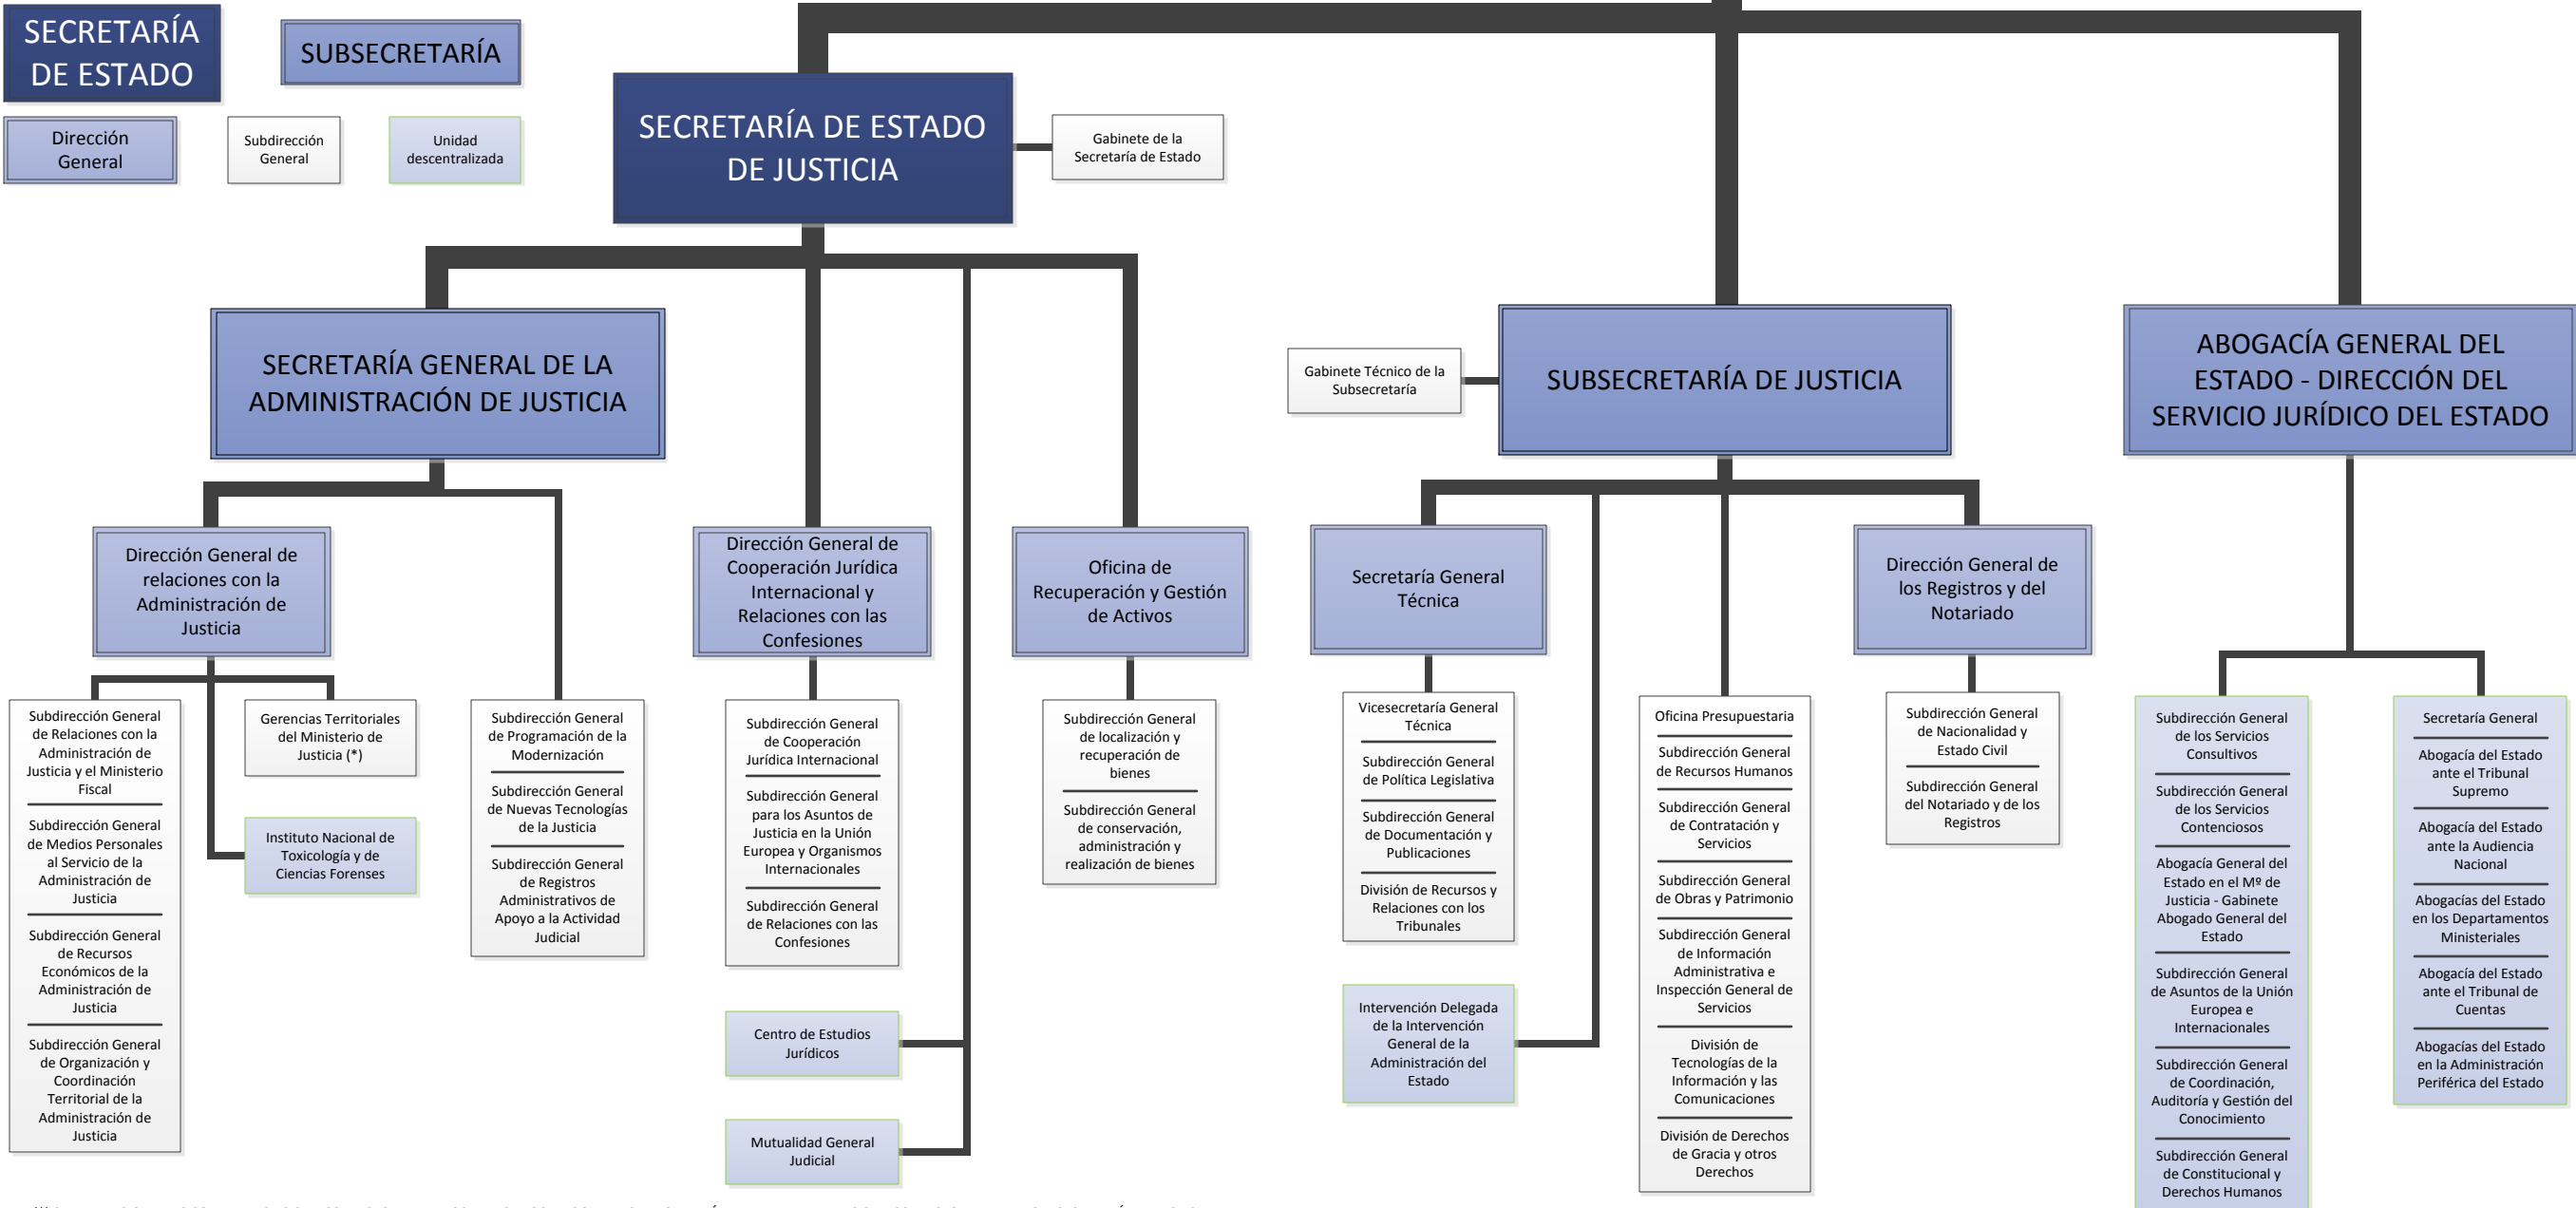 SECRETARÍA
DE ESTADO
SUBSECRETARÍA
Dirección
General
Subdirección
General
Unidad
descentralizada
SECRETARÍA DE ESTADO
DE JUSTICIA
Gabinete de la
Secretaría de Estado
SECRETARÍA GENERAL DE LA
ADMINISTRACIÓN DE JUSTICIA
Gabinete Técnico de la
Subsecretaría
SUBSECRETARÍA DE JUSTICIA
ABOGACÍA GENERAL DEL
ESTADO - DIRECCIÓN DEL
SERVICIO JURÍDICO DEL ESTADO
Dirección General de
relaciones con la
Administración de
Justicia
Dirección General de
Cooperación Jurídica
Internacional y
Relaciones con las
Confesiones
Oficina de
Recuperación y Gestión
de Activos
Secretaría General
Técnica
Dirección General de
los Registros y del
Notariado
Subdirección General
de Relaciones con la
Administración de
Justicia y el Ministerio
Fiscal
Subdirección General
de Medios Personales
al Servicio de la
Administración de
Justicia
Subdirección General
de Recursos
Económicos de la
Administración de
Justicia
Subdirección General
de Organización y
Coordinación
Territorial de la
Administración de
Justicia
Gerencias Territoriales
del Ministerio de
Justicia (*)
Instituto Nacional de
Toxicología y de
Ciencias Forenses
Subdirección General
de Programación de la
Modernización
Subdirección General
de Nuevas Tecnologías
de la Justicia
Subdirección General
de Registros
Administrativos de
Apoyo a la Actividad
Judicial
Subdirección General
de Cooperación
Jurídica Internacional
Subdirección General
para los Asuntos de
Justicia en la Unión
Europea y Organismos
Internacionales
Subdirección General
de Relaciones con las
Confesiones
Centro de Estudios
Jurídicos
Mutualidad General
Judicial
Subdirección General
de localización y
recuperación de
bienes
Subdirección General
de conservación,
administración y
realización de bienes
Vicesecretaría General
Técnica
Subdirección General
de Política Legislativa
Subdirección General
de Documentación y
Publicaciones
División de Recursos y
Relaciones con los
Tribunales
Intervención Delegada
de la Intervención
General de la
Administración del
Estado
Oficina Presupuestaria
Subdirección General
de Recursos Humanos
Subdirección General
de Contratación y
Servicios
Subdirección General
de Obras y Patrimonio
Subdirección General
de Información
Administrativa e
Inspección General de
Servicios
División de
Tecnologías de la
Información y las
Comunicaciones
División de Derechos
de Gracia y otros
Derechos
Subdirección General
de Nacionalidad y
Estado Civil
Subdirección General
del Notariado y de los
Registros
Subdirección General
de los Servicios
Consultivos
Subdirección General
de los Servicios
Contenciosos
Abogacía General del
Estado en el Mº de
Justicia - Gabinete
Abogado General del
Estado
Subdirección General
de Asuntos de la Unión
Europea e
Internacionales
Subdirección General
de Coordinación,
Auditoría y Gestión del
Conocimiento
Subdirección General
de Constitucional y
Derechos Humanos
Secretaría General
Abogacía del Estado
ante el Tribunal
Supremo
Abogacía del Estado
ante la Audiencia
Nacional
Abogacías del Estado
en los Departamentos
Ministeriales
Abogacía del Estado
ante el Tribunal de
Cuentas
Abogacías del Estado
en la Administración
Periférica del Estado